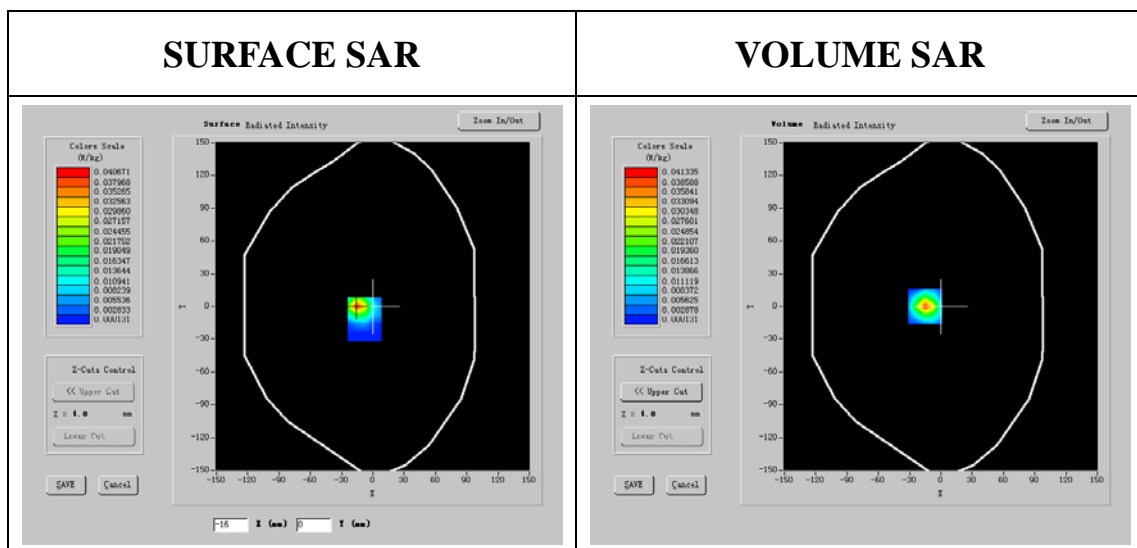 SURFACE SAR
VOLUME SAR
Surface Radiated Intensity
Zoom In/Out
Colors Scale
(W/kg)
0.040671
0.037968
0.035265
0.032563
0.029860
0.027157
0.024455
0.021752
0.019049
0.016347
0.013644
0.010941
0.008239
0.005536
0.002833
0.000131
Z-Cuts Control
<< Upper Cut
Z = 4.0 mm
Lower Cut
SAVE
Cancel
150
120
90
60
30
0
-30
-60
-90
-120
-150
Y
-150 -120 -90 -60 -30 0 30 60 90 120 150
X
-16 X (mm) 0 Y (mm)
Volume Radiated Intensity
Zoom In/Out
Colors Scale
(W/kg)
0.041335
0.038588
0.035841
0.033094
0.030348
0.027601
0.024854
0.022107
0.019360
0.016613
0.013866
0.011119
0.008372
0.005625
0.002878
0.000131
Z-Cuts Control
<< Upper Cut
Z = 4.0 mm
Lower Cut
SAVE
Cancel
150
120
90
60
30
0
-30
-60
-90
-120
-150
Y
-150 -120 -90 -60 -30 0 30 60 90 120 150
X